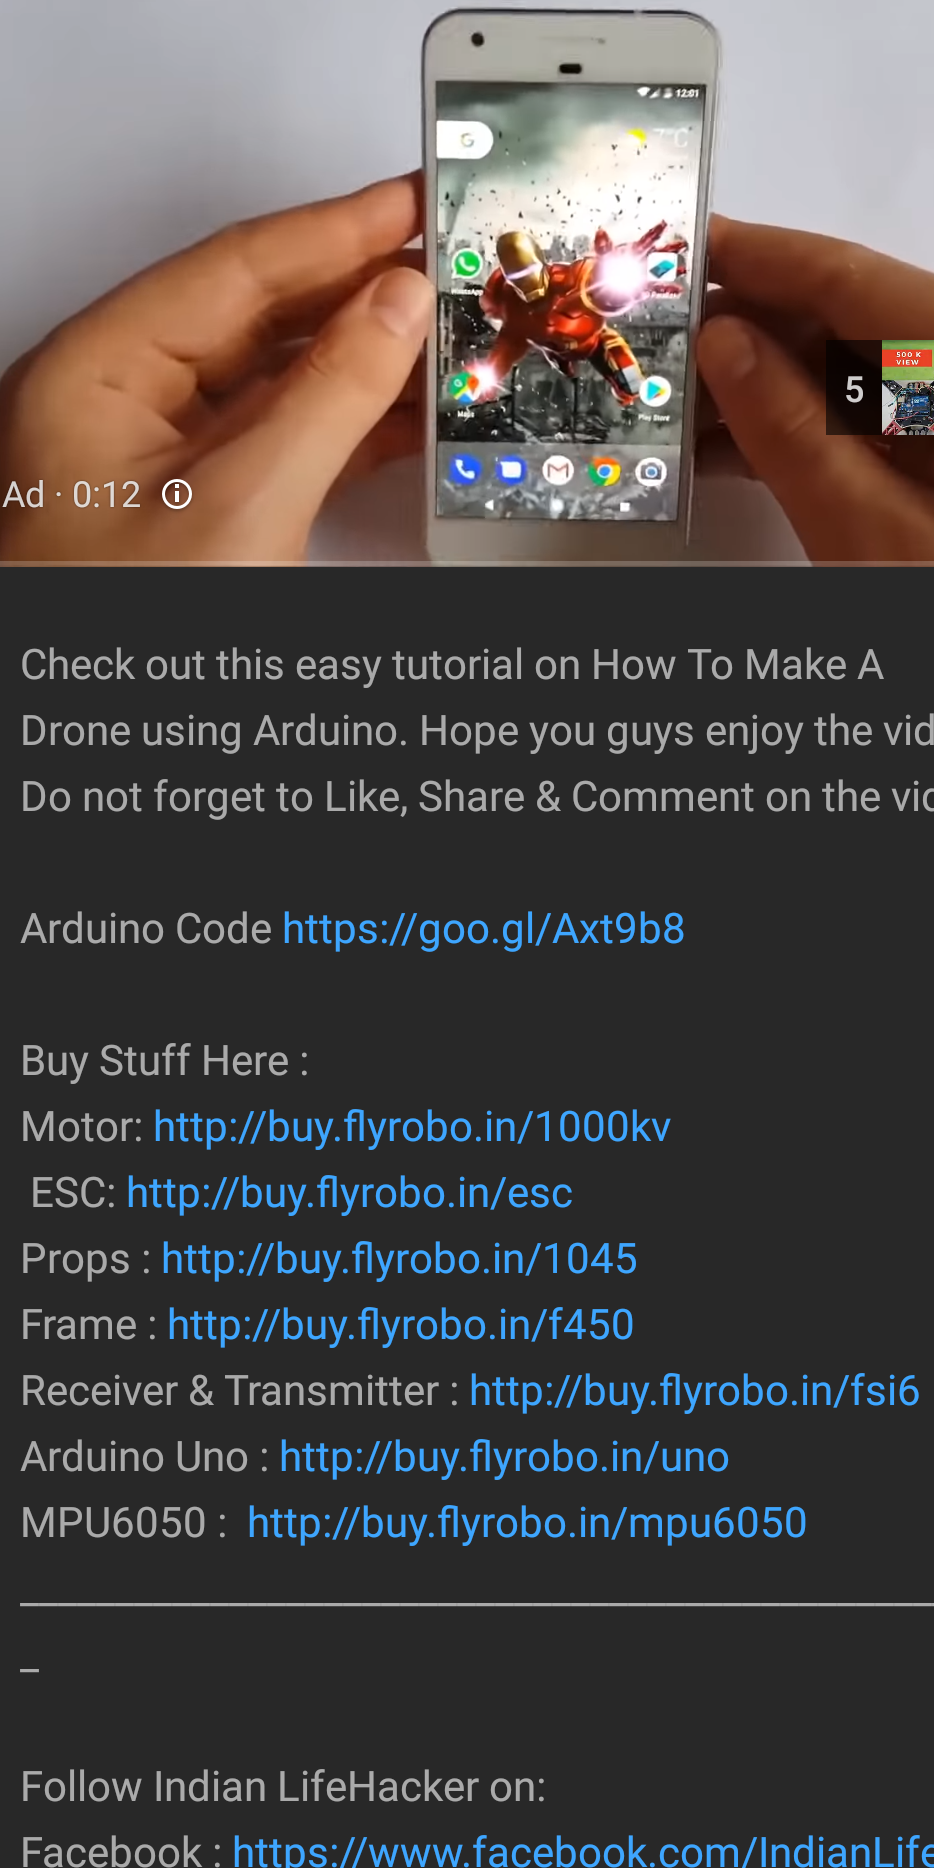 12:01
7°C
G
WhatsApp
Maps
Play Store
500 K
VIEW
5
Ad · 0:12
Check out this easy tutorial on How To Make A
Drone using Arduino. Hope you guys enjoy the vid
Do not forget to Like, Share & Comment on the vid
Arduino Code https://goo.gl/Axt9b8
Buy Stuff Here :
Motor: http://buy.flyrobo.in/1000kv
ESC: http://buy.flyrobo.in/esc
Props : http://buy.flyrobo.in/1045
Frame : http://buy.flyrobo.in/f450
Receiver & Transmitter : http://buy.flyrobo.in/fsi6
Arduino Uno : http://buy.flyrobo.in/uno
MPU6050 :  http://buy.flyrobo.in/mpu6050
_
Follow Indian LifeHacker on:
Facebook : https://www.facebook.com/IndianLife